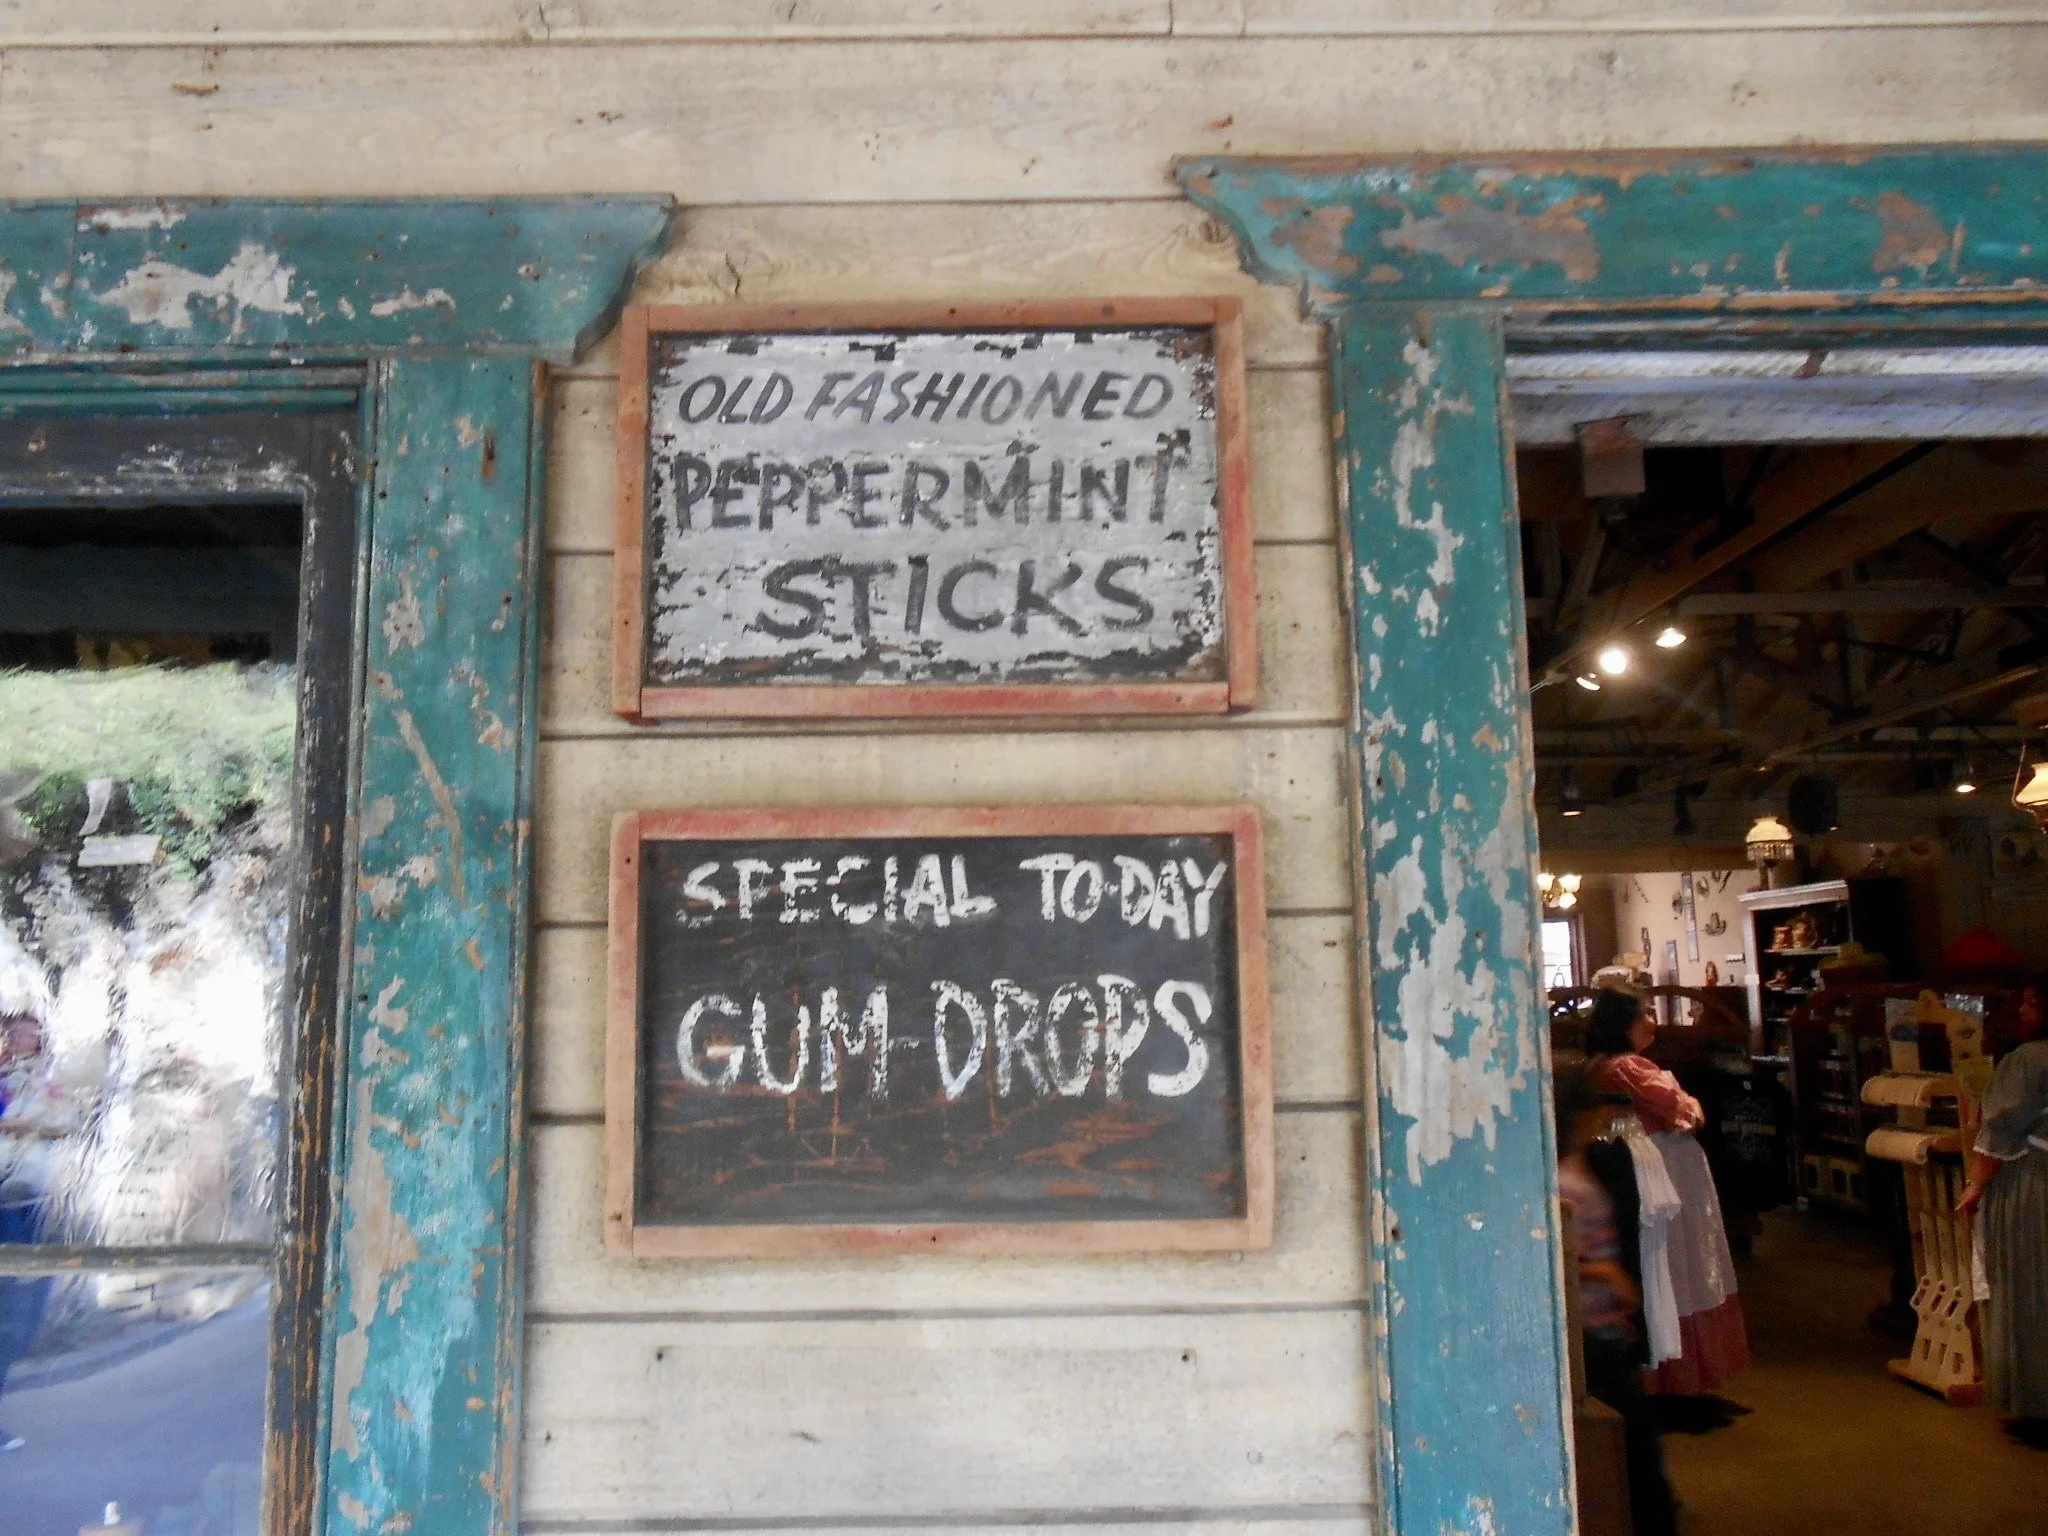 OLD FASHIONED
PEPPERMINT
STICKS
SPECIAL TO-DAY
GUM-DROPS